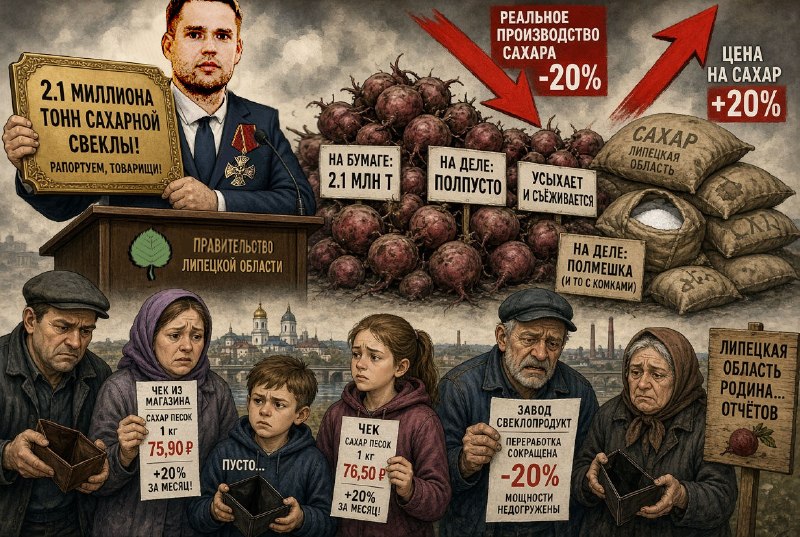 2.1 МИЛЛИОНА
ТОНН САХАРНОЙ
СВЕКЛЫ!
РАПОРТУЕМ, ТОВАРИЩИ!
ПРАВИТЕЛЬСТВО
ЛИПЕЦКОЙ ОБЛАСТИ
РЕАЛЬНОЕ
ПРОИЗВОДСТВО
САХАРА
-20%
ЦЕНА
НА САХАР
+20%
НА БУМАГЕ:
2.1 МЛН Т
НА ДЕЛЕ:
ПОЛПУСТО
УСЫХАЕТ
И СЪЁЖИВАЕТСЯ
САХАР
ЛИПЕЦКАЯ
ОБЛАСТЬ
НА ДЕЛЕ:
ПОЛМЕШКА
(И ТО С КОМКАМИ)
ЧЕК ИЗ
МАГАЗИНА
САХАР ПЕСОК
1 КГ
75,90 ₽
+20%
ЗА МЕСЯЦ!
ПУСТО...
ЧЕК
САХАР ПЕСОК
1 КГ
76,50 ₽
+20%
ЗА МЕСЯЦ!
ЗАВОД
СВЕКЛОПРОДУКТ
ПЕРЕРАБОТКА
СОКРАЩЕНА
-20%
МОЩНОСТИ
НЕДОГРУЖЕНЫ
ЛИПЕЦКАЯ
ОБЛАСТЬ
РОДИНА...
ОТЧЁТОВ